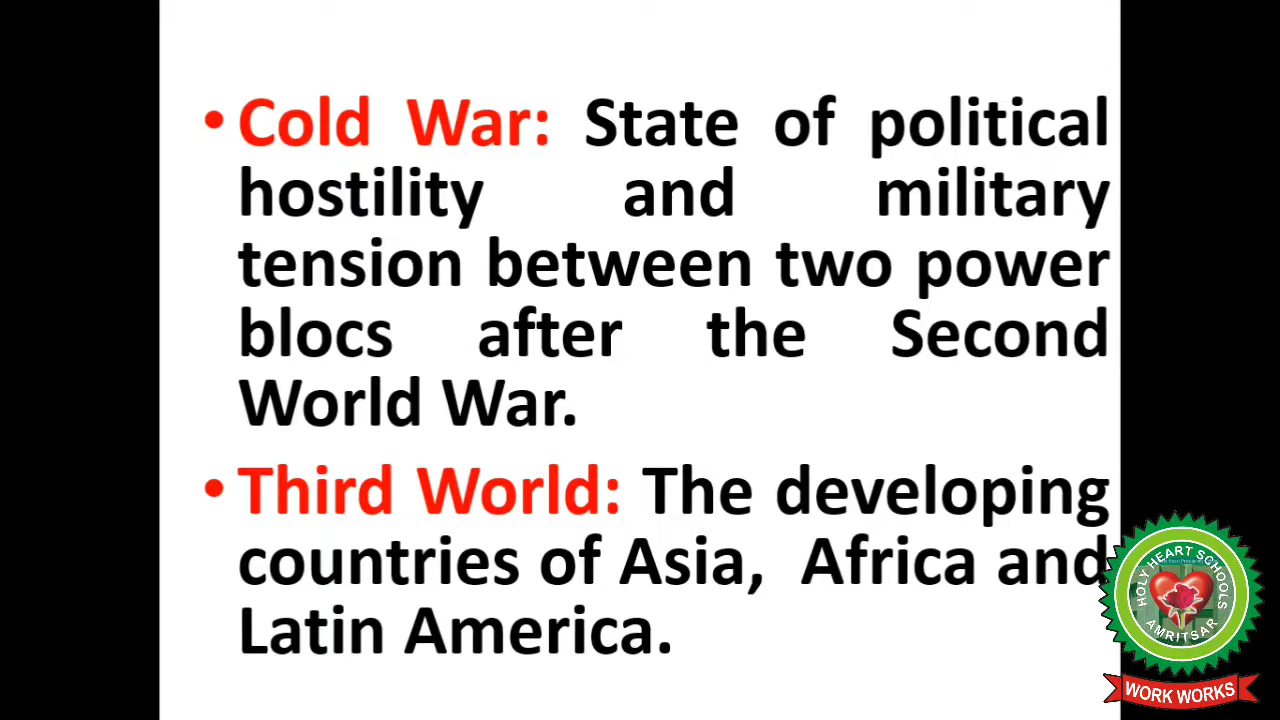 • Cold War: State of political
hostility and military
tension between two power
blocs after the Second
World War.
• Third World: The developing
countries of Asia, Africa and
Latin America.
HOLY HEART SCHOOLS
AMRITSAR
WORK WORKS